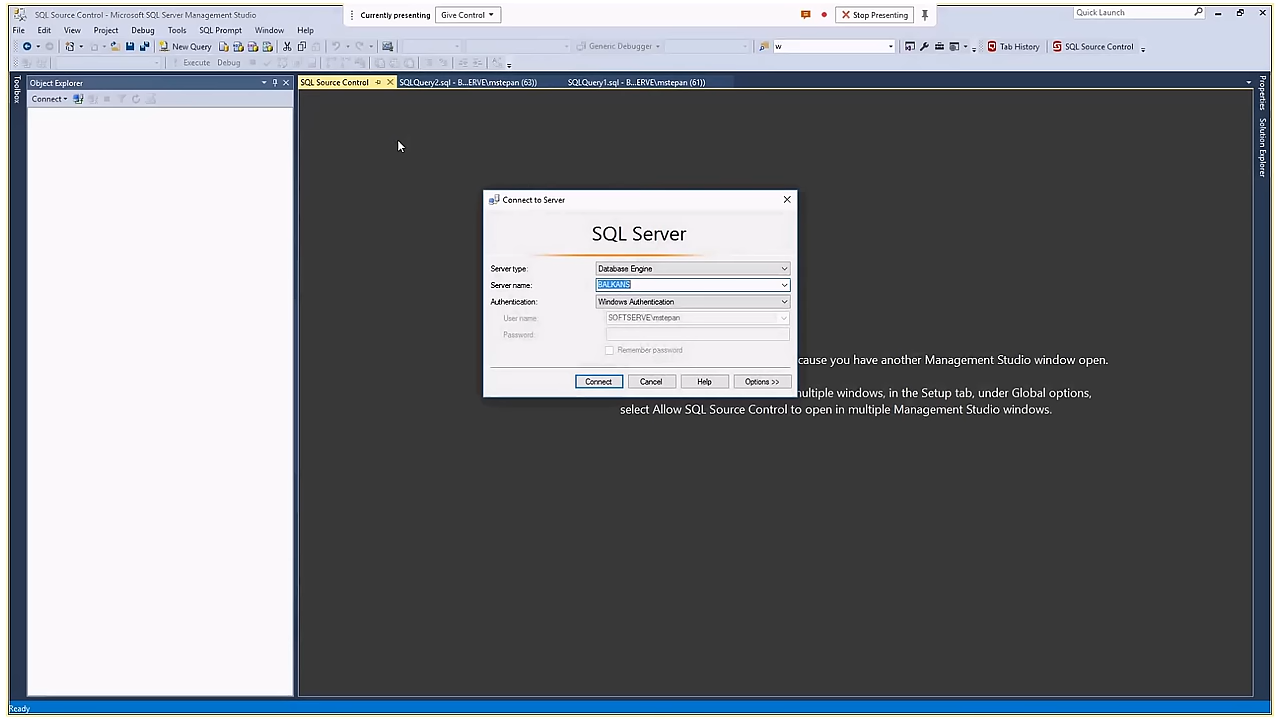 SQL Source Control - Microsoft SQL Server Management Studio
Currently presenting
Give Control
Stop Presenting
Quick Launch
File Edit View Project Debug Tools SQL Prompt Window Help
New Query
Generic Debugger
w
Tab History
SQL Source Control
Execute Debug
Toolbox
Object Explorer
Connect
SQL Source Control
SQLQuery2.sql - B...ERVE\mstepan (63))
SQLQuery1.sql - B...ERVE\mstepan (61))
Properties
Solution Explorer
Connect to Server
SQL Server
Server type: Database Engine
Server name: BALKANS
Authentication: Windows Authentication
User name: SOFTSERVE\mstepan
Password:
Remember password
Connect Cancel Help Options >>
cause you have another Management Studio window open.
ultiple windows, in the Setup tab, under Global options,
select Allow SQL Source Control to open in multiple Management Studio windows.
Ready